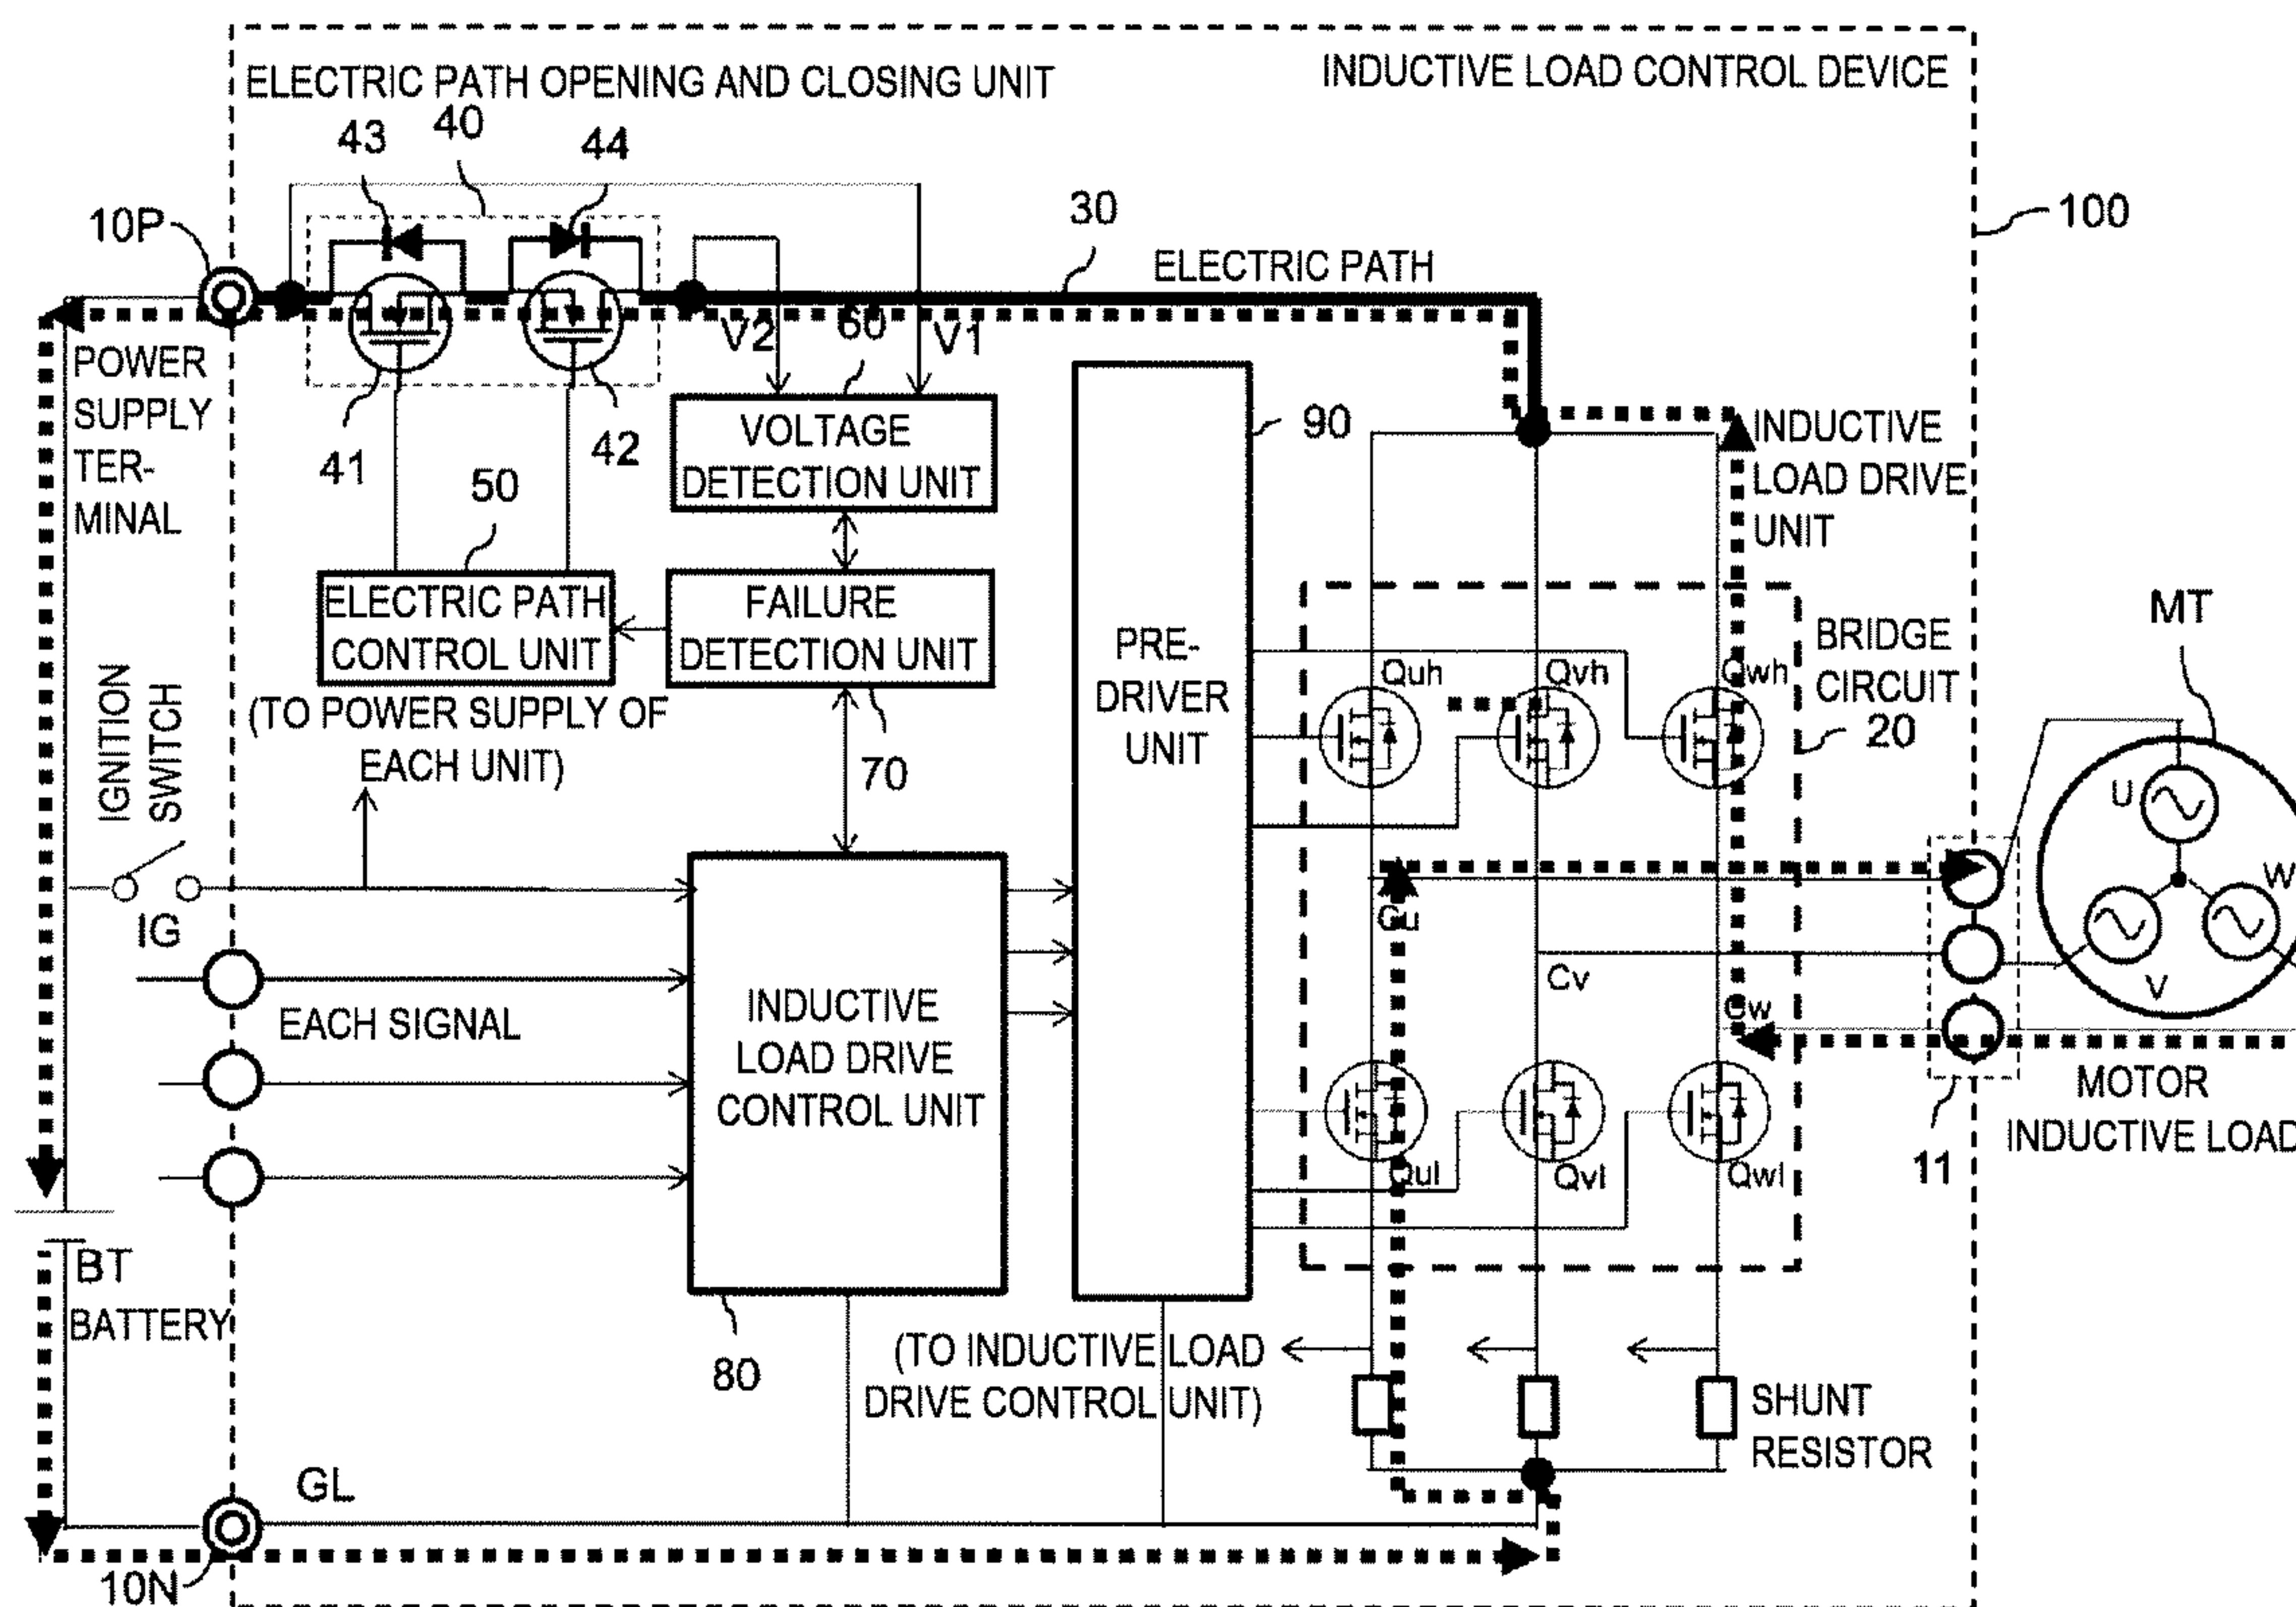 ELECTRIC PATH OPENING AND CLOSING UNIT
INDUCTIVE LOAD CONTROL DEVICE
40
43
44
10P
30
100
ELECTRIC PATH
V2
60
V1
POWER
SUPPLY
TER-
MINAL
41
42
50
VOLTAGE
DETECTION UNIT
90
INDUCTIVE
LOAD DRIVE
UNIT
ELECTRIC PATH
CONTROL UNIT
FAILURE
DETECTION UNIT
PRE-
DRIVER
UNIT
BRIDGE
CIRCUIT
20
MT
Quh
Qvh
Qwh
IGNITION
SWITCH
(TO POWER SUPPLY OF
EACH UNIT)
70
U
W
V
IG
Cu
Cv
Cw
EACH SIGNAL
INDUCTIVE
LOAD DRIVE
CONTROL UNIT
11
MOTOR
INDUCTIVE LOAD
Qul
Qvl
Qwl
BT
BATTERY
80
(TO INDUCTIVE LOAD
DRIVE CONTROL UNIT)
SHUNT
RESISTOR
GL
10N